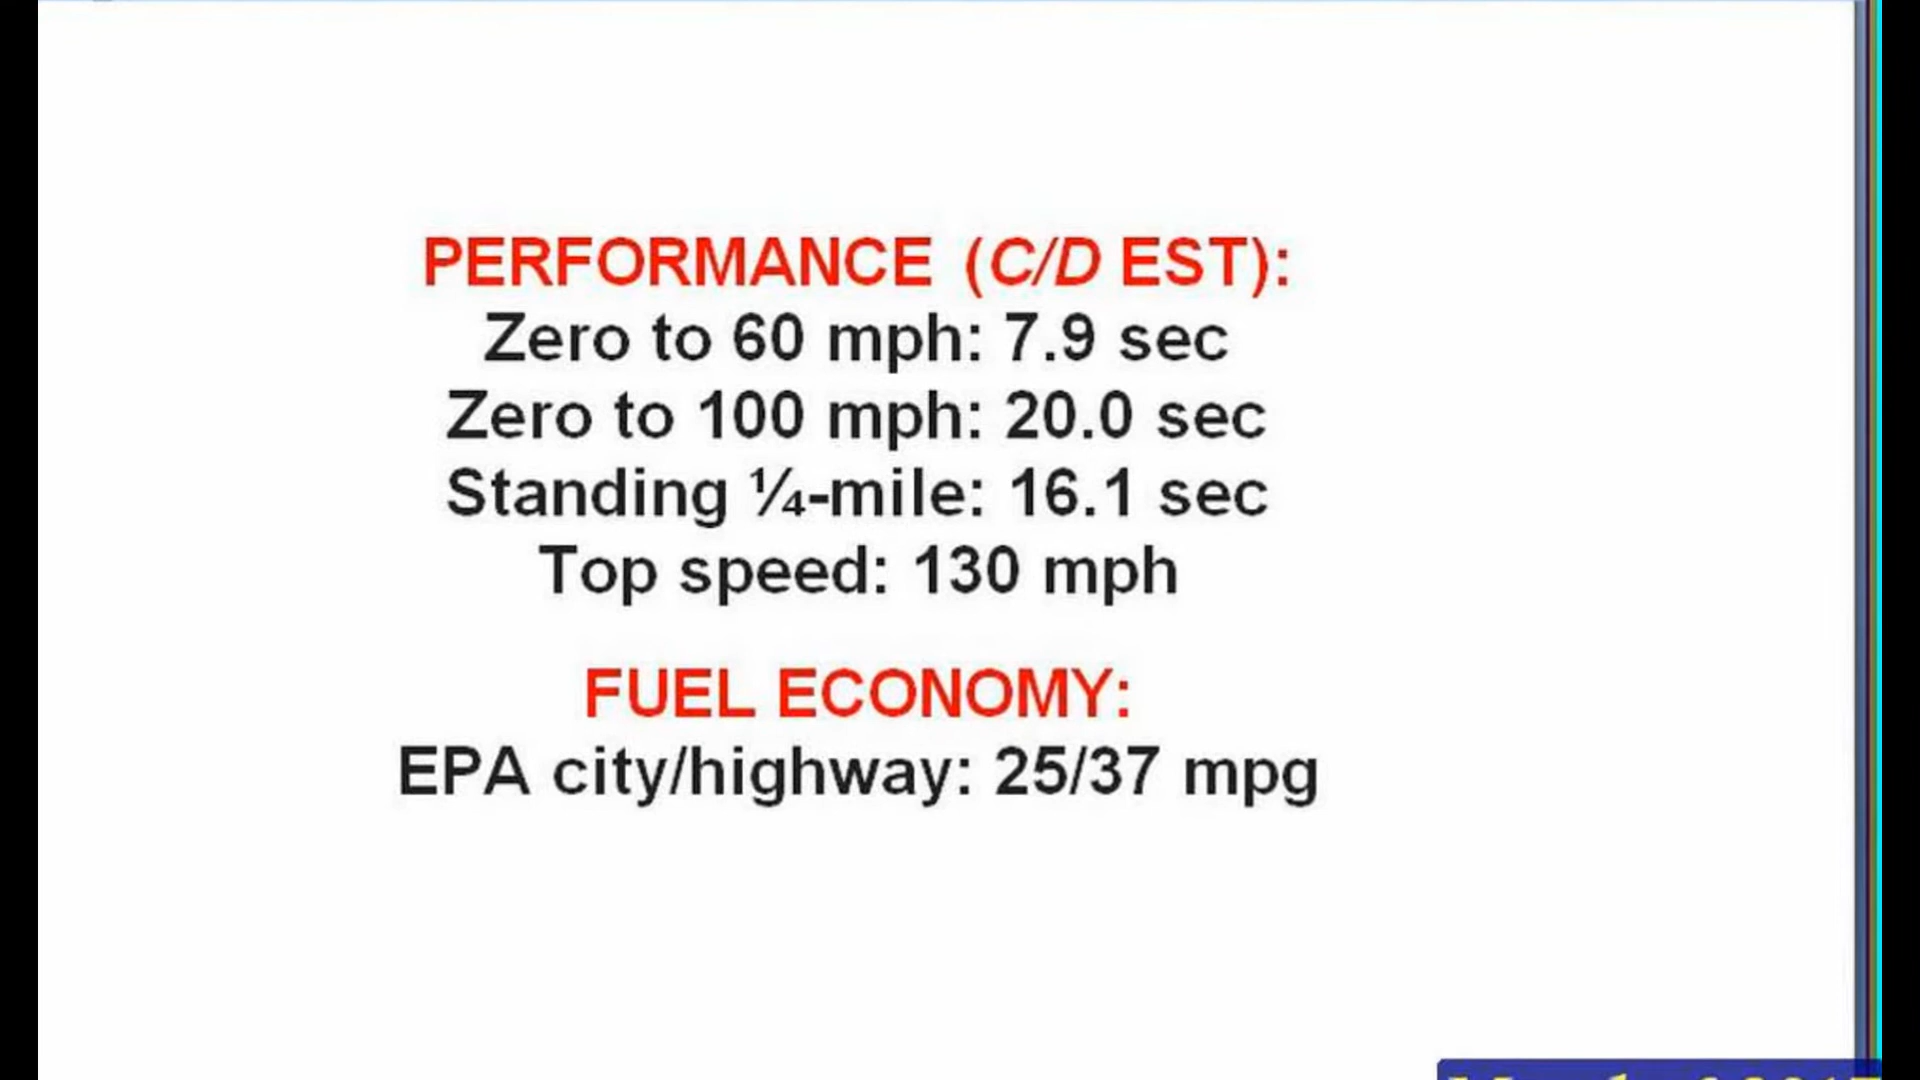 PERFORMANCE (C/D EST):
Zero to 60 mph: 7.9 sec
Zero to 100 mph: 20.0 sec
Standing ¼-mile: 16.1 sec
Top speed: 130 mph
FUEL ECONOMY:
EPA city/highway: 25/37 mpg